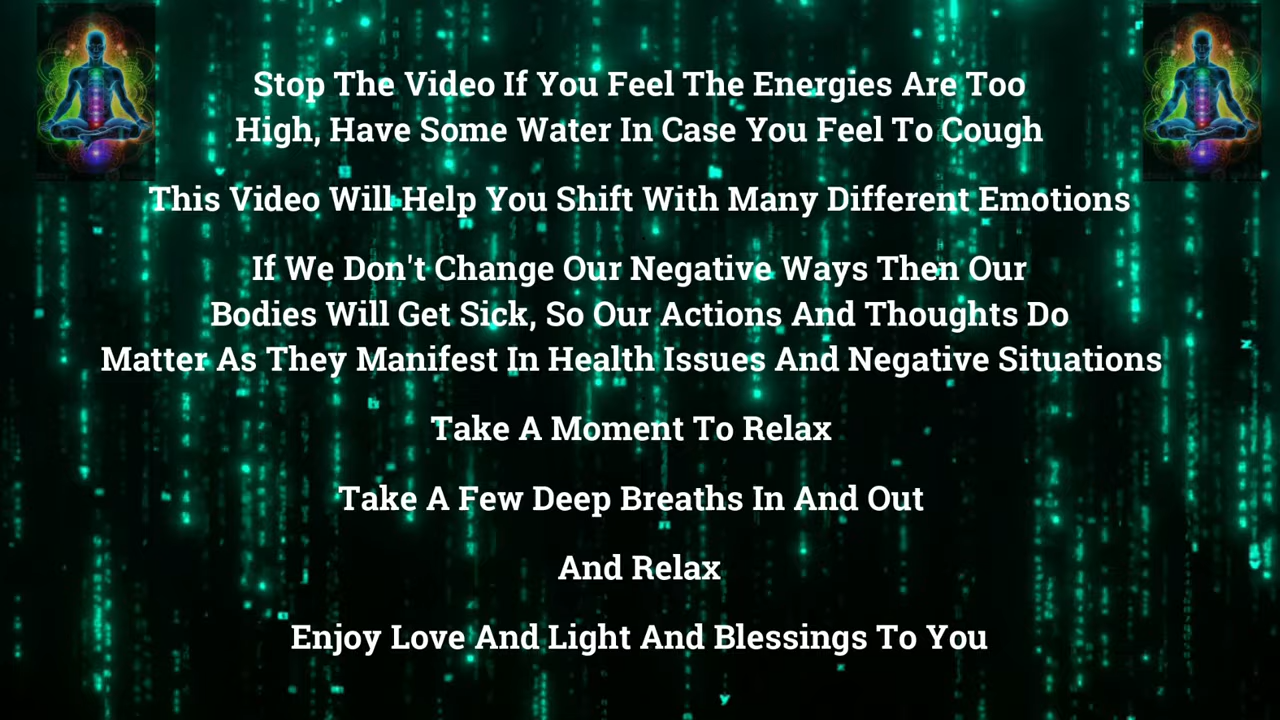 Stop The Video If You Feel The Energies Are Too
High, Have Some Water In Case You Feel To Cough
This Video Will Help You Shift With Many Different Emotions
If We Don't Change Our Negative Ways Then Our
Bodies Will Get Sick, So Our Actions And Thoughts Do
Matter As They Manifest In Health Issues And Negative Situations
Take A Moment To Relax
Take A Few Deep Breaths In And Out
And Relax
Enjoy Love And Light And Blessings To You